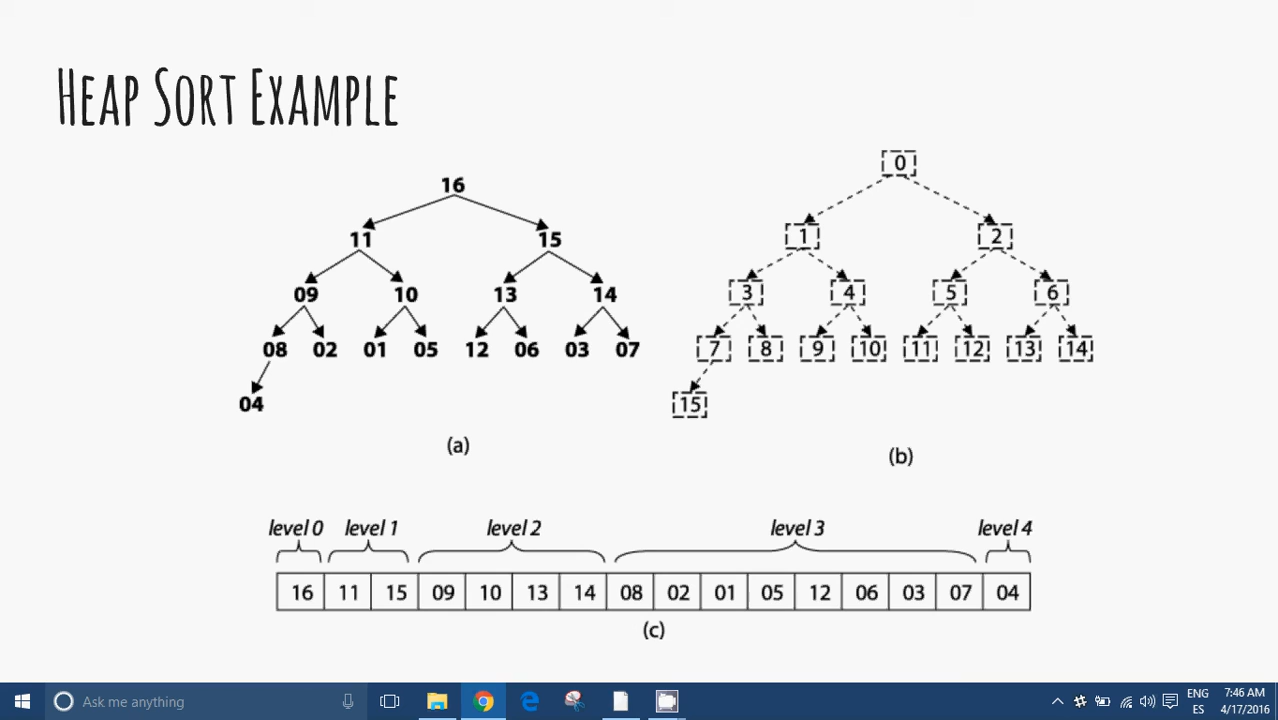 HEAP SORT EXAMPLE
16
11 15
09 10 13 14
08 02 01 05 12 06 03 07
04
(a)
0
1 2
3 4 5 6
7 8 9 10 11 12 13 14
15
(b)
level 0 level 1 level 2 level 3 level 4
16 11 15 09 10 13 14 08 02 01 05 12 06 03 07 04
(c)
Ask me anything
ENG
ES
7:46 AM
4/17/2016